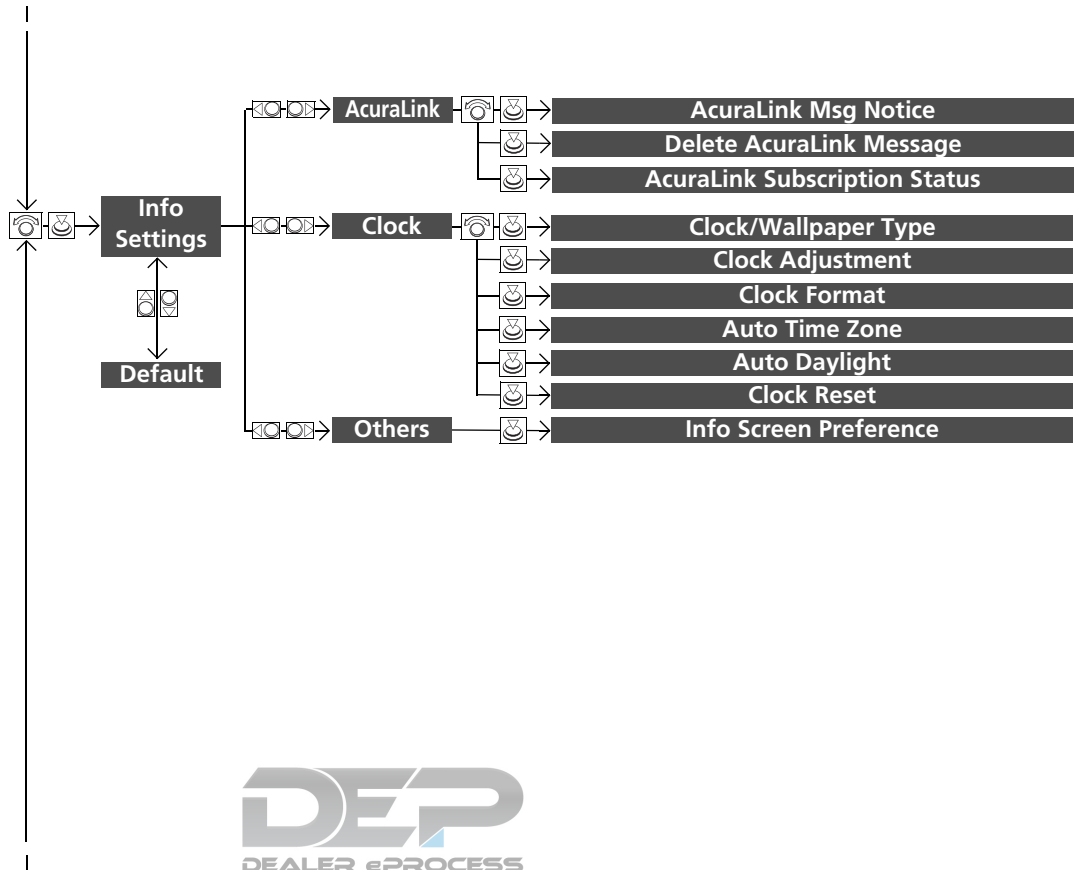 AcuraLink
AcuraLink Msg Notice
Delete AcuraLink Message
AcuraLink Subscription Status
Info
Settings
Clock
Clock/Wallpaper Type
Clock Adjustment
Clock Format
Auto Time Zone
Auto Daylight
Clock Reset
Default
Others
Info Screen Preference
DEP
DEALER ePROCESS